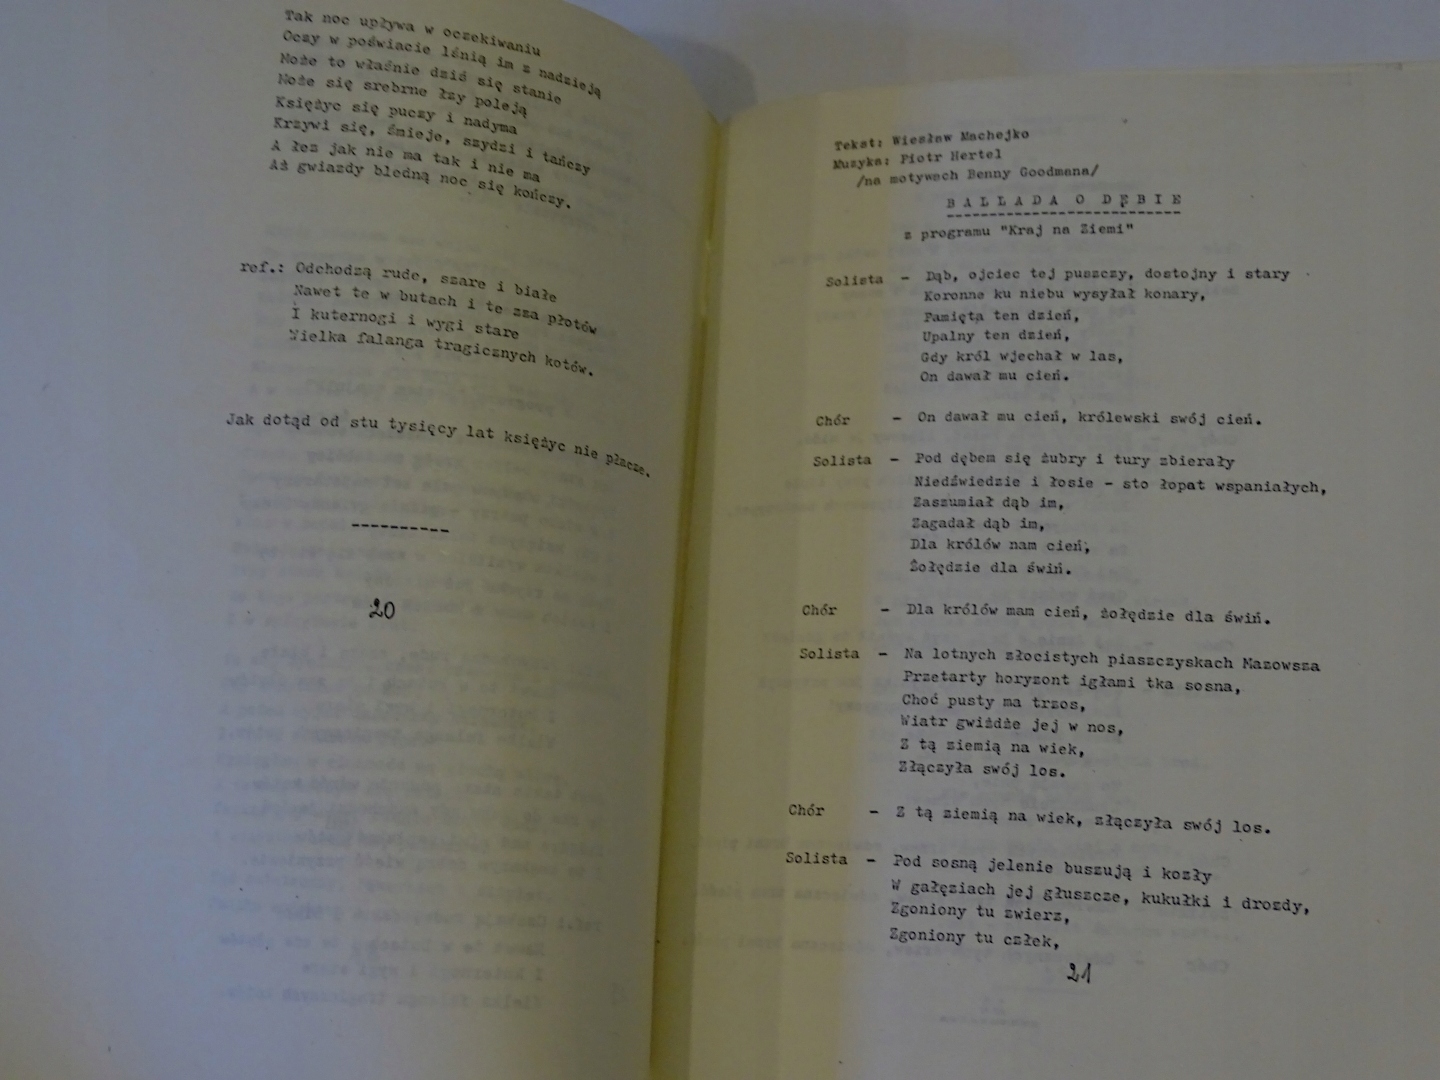 Tak noc upływa w oczekiwaniu
Oczy w poświacie lśnią im z nadzieją
Może to właśnie dziś się stanie
Może się srebrne łzy poleją
Księżyc się puczy i nadyma
Krzywi się, śmieje, szydzi i tańczy
A łez jak nie ma tak i nie ma
Aż gwiazdy bledną noc się kończy.
ref.: Odchodzą rude, szare i białe
Nawet te w butach i te zza płotów
I kuternogi i wygi stare
Wielka falanga tragicznych kotów.
Jak dotąd od stu tysięcy lat księżyc nie płacze.
----------
20
Tekst: Wiesław Machejko
Muzyka: Piotr Hertel
/na motywach Benny Goodmana/
BALLADA O DĘBIE
z programu "Kraj na Ziemi"
Solista - Dąb, ojciec tej puszczy, dostojny i stary
Koronne ku niebu wysyłał konary,
Pamięta ten dzień,
Upalny ten dzień,
Gdy król wjechał w las,
On dawał mu cień.
Chór - On dawał mu cień, królewski swój cień.
Solista - Pod dębem się żubry i tury zbierały
Niedźwiedzie i łosie - sto łopat wspaniałych,
Zaszumiał dąb im,
Zagadał dąb im,
Dla królów nam cień,
Żołędzie dla świń.
Chór - Dla królów mam cień, żołędzie dla świń.
Solista - Na lotnych złocistych piaszczyskach Mazowsza
Przetarty horyzont igłami tka sosna,
Choć pusty ma trzos,
Wiatr gwiżdże jej w nos,
Z tą ziemią na wiek,
Złączyła swój los.
Chór - Z tą ziemią na wiek, złączyła swój los.
Solista - Pod sosną jelenie buszują i kozły
W gałęziach jej głuszcze, kukułki i drozdy,
Zgoniony tu zwierz,
Zgoniony tu człek,
21